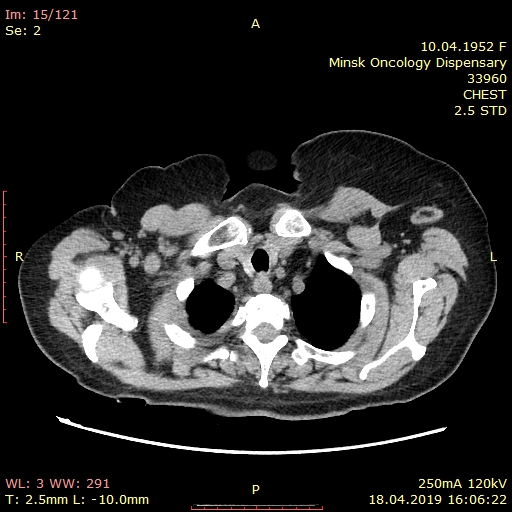 Im: 15/121
Se: 2
A
10.04.1952 F
Minsk Oncology Dispensary
33960
CHEST
2.5 STD
R
L
WL: 3 WW: 291
T: 2.5mm L: -10.0mm
P
250mA 120kV
18.04.2019 16:06:22